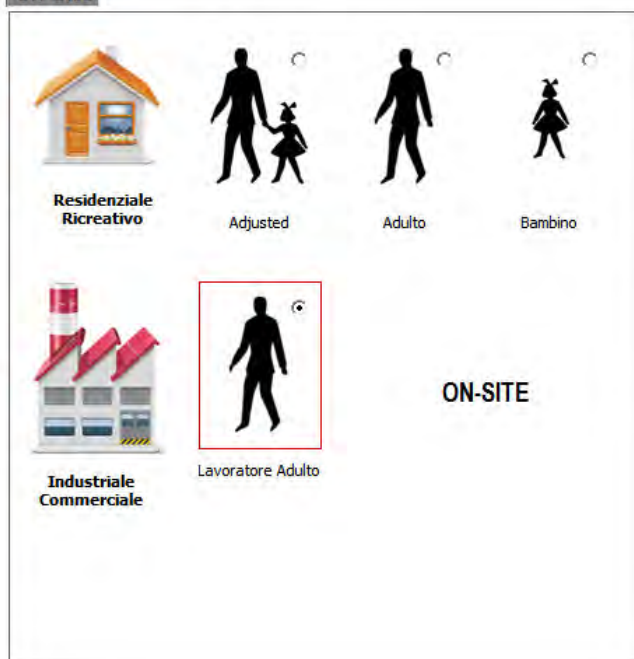 Residenziale
Ricreativo
Adjusted
Adulto
Bambino
ON-SITE
Lavoratore Adulto
Industriale
Commerciale